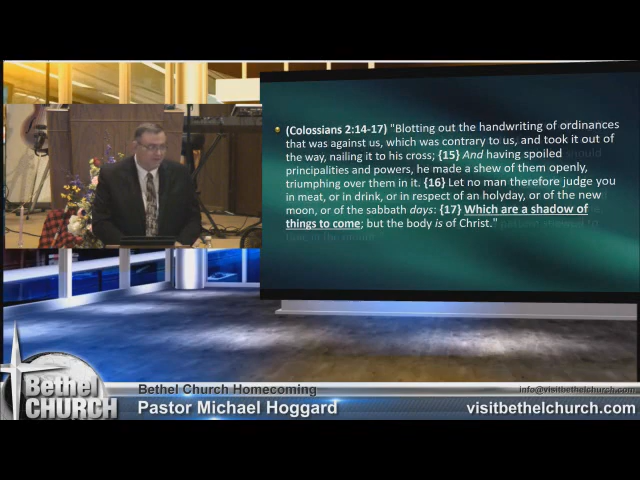 (Colossians 2:14-17) "Blotting out the handwriting of ordinances
that was against us, which was contrary to us, and took it out of
the way, nailing it to his cross; {15} And having spoiled
principalities and powers, he made a shew of them openly,
triumphing over them in it. {16} Let no man therefore judge you
in meat, or in drink, or in respect of an holyday, or of the new
moon, or of the sabbath days: {17} Which are a shadow of
things to come; but the body is of Christ."
Bethel
CHURCH
Bethel Church Homecoming
info@visitbethelchurch.com
Pastor Michael Hoggard
visitbethelchurch.com